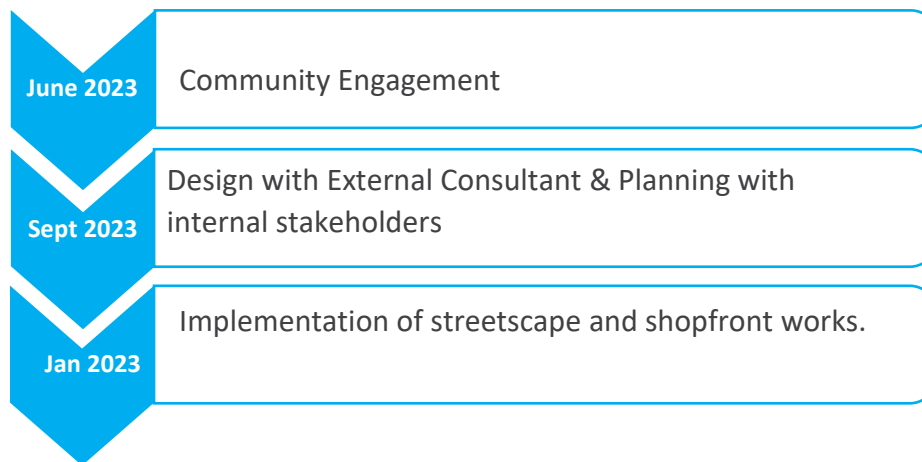 June 2023
Community Engagement
Sept 2023
Design with External Consultant & Planning with
internal stakeholders
Jan 2023
Implementation of streetscape and shopfront works.